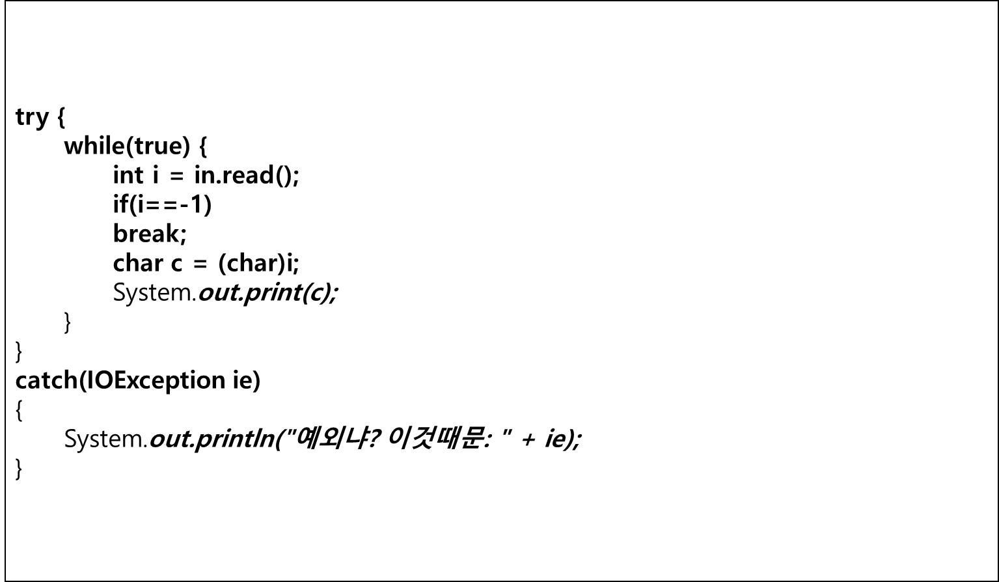 try {
while(true) {
int i = in.read();
if(i==-1)
break;
char c = (char)i;
System.out.print(c);
}
}
catch(IOException ie)
{
System.out.println("예외냐? 이것때문: " + ie);
}